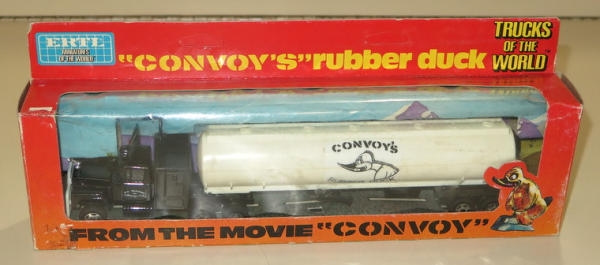 ERTL
MINIATURES
OF THE WORLD
"CONVOY'S" rubber duck
TRUCKS
OF THE
WORLD
CONVOY'S
FROM THE MOVIE "CONVOY"